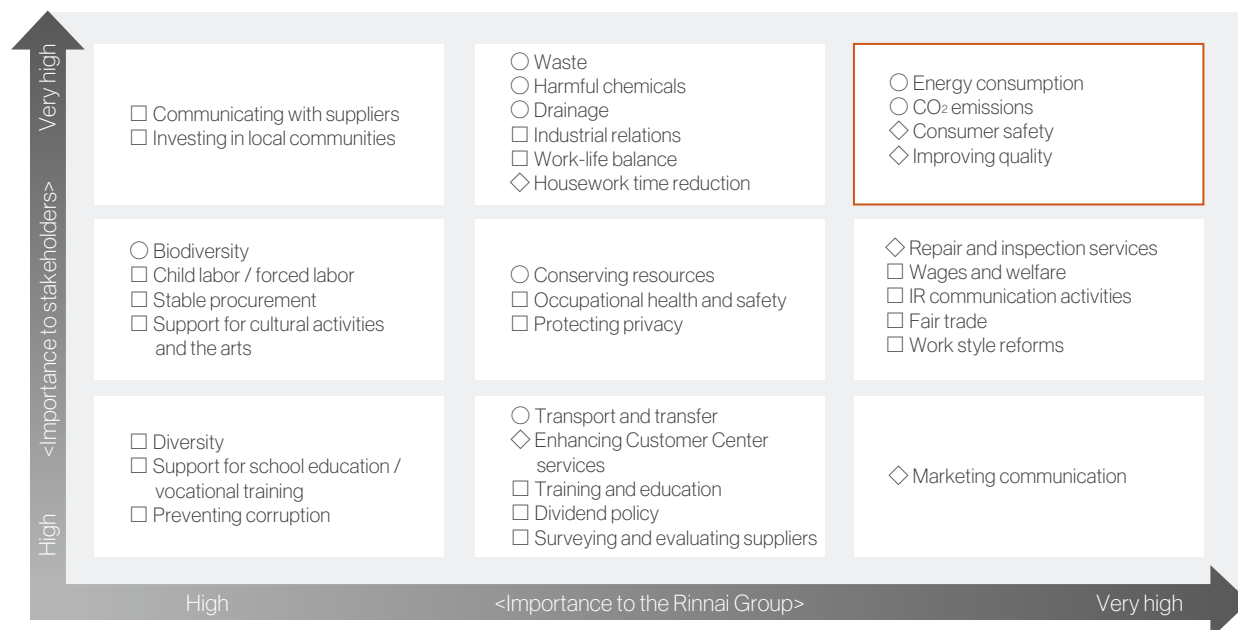 Very high
<Importance to stakeholders>
High
□ Communicating with suppliers
□ Investing in local communities
○ Waste
○ Harmful chemicals
○ Drainage
□ Industrial relations
□ Work-life balance
◇ Housework time reduction
○ Energy consumption
○ CO₂ emissions
◇ Consumer safety
◇ Improving quality
○ Biodiversity
□ Child labor / forced labor
□ Stable procurement
□ Support for cultural activities
and the arts
○ Conserving resources
□ Occupational health and safety
□ Protecting privacy
◇ Repair and inspection services
□ Wages and welfare
□ IR communication activities
□ Fair trade
□ Work style reforms
□ Diversity
□ Support for school education /
vocational training
□ Preventing corruption
○ Transport and transfer
◇ Enhancing Customer Center
services
□ Training and education
□ Dividend policy
□ Surveying and evaluating suppliers
◇ Marketing communication
High
<Importance to the Rinnai Group>
Very high